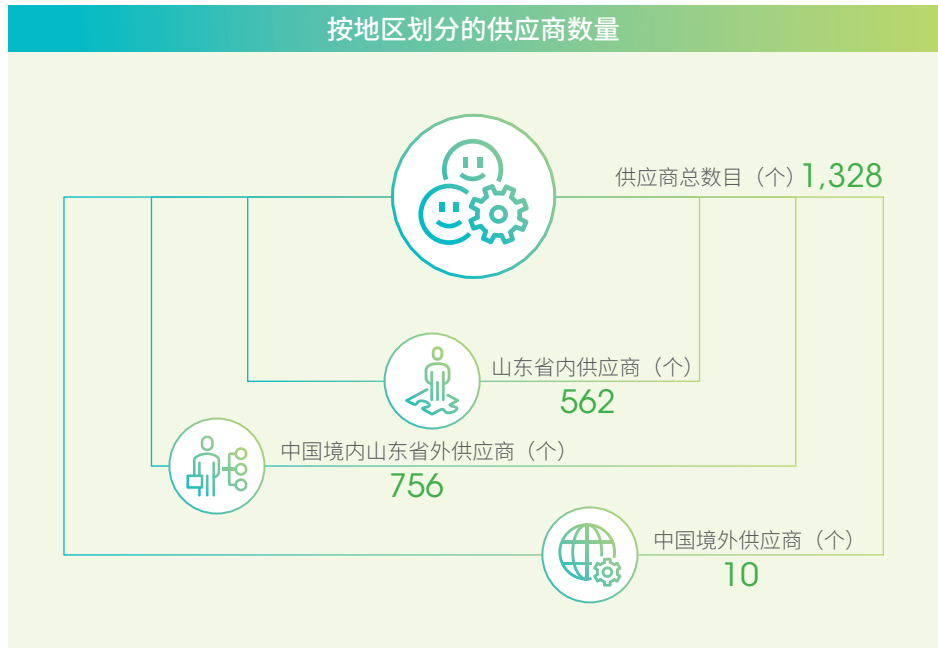 按地区划分的供应商数量
供应商总数目（个）1,328
山东省内供应商（个）
562
中国境内山东省外供应商（个）
756
中国境外供应商（个）
10